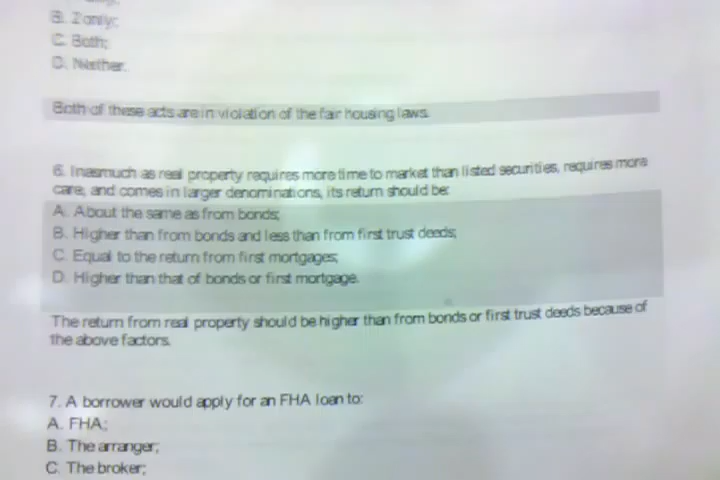 B. 2 only;
C. Both;
D. Neither.
Both of these acts are in violation of the fair housing laws.
6. Inasmuch as real property requires more time to market than listed securities, requires more
care, and comes in larger denominations, its return should be:
A. About the same as from bonds;
B. Higher than from bonds and less than from first trust deeds;
C. Equal to the return from first mortgages;
D. Higher than that of bonds or first mortgage.
The return from real property should be higher than from bonds or first trust deeds because of
the above factors.
7. A borrower would apply for an FHA loan to:
A. FHA;
B. The arranger;
C. The broker;